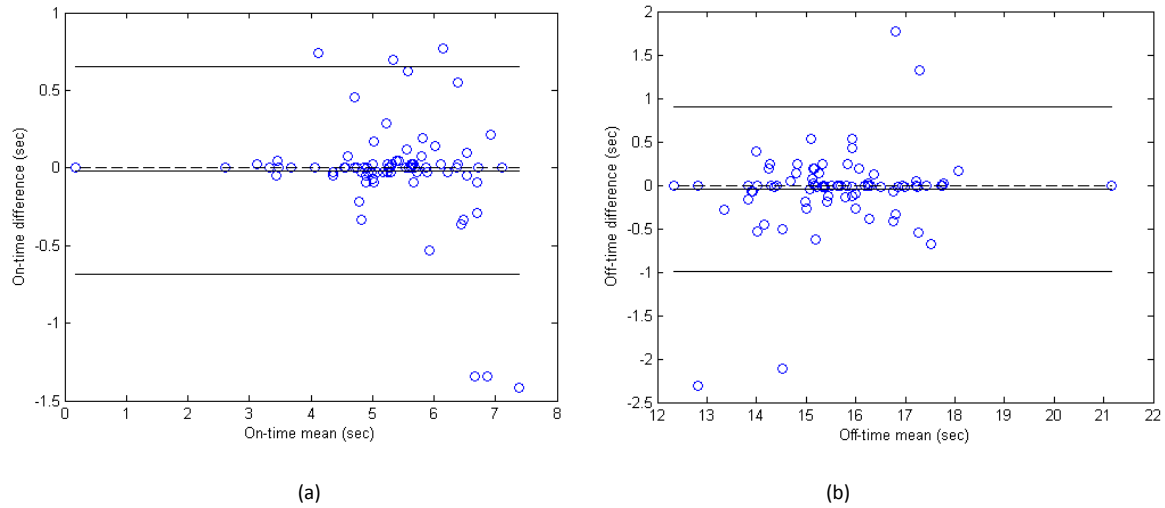 1
0.5
0
-0.5
-1
-1.5
0 1 2 3 4 5 6 7 8
On-time difference (sec)
On-time mean (sec)
(a)
2
1.5
1
0.5
0
-0.5
-1
-1.5
-2
-2.5
12 13 14 15 16 17 18 19 20 21 22
Off-time difference (sec)
Off-time mean (sec)
(b)